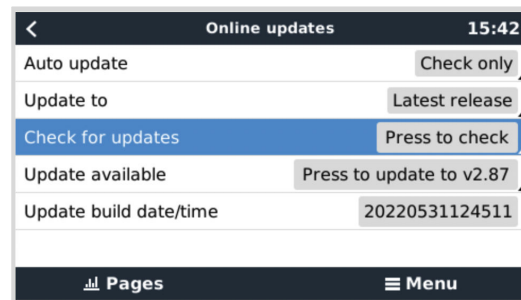 Online updates 15:42
Auto update Check only
Update to Latest release
Check for updates Press to check
Update available Press to update to v2.87
Update build date/time 20220531124511
Pages Menu